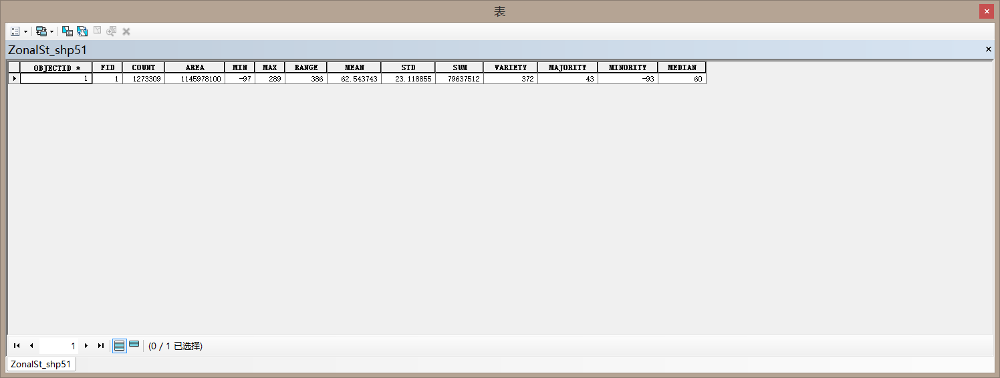 表
ZonalSt_shp51
OBJECTID * FID COUNT AREA MIN MAX RANGE MEAN STD SUM VARIETY MAJORITY MINORITY MEDIAN
1 1 1273309 1145978100 -97 289 386 62.543743 23.118855 79637512 372 43 -93 60
1 (0 / 1 已选择)
ZonalSt_shp51